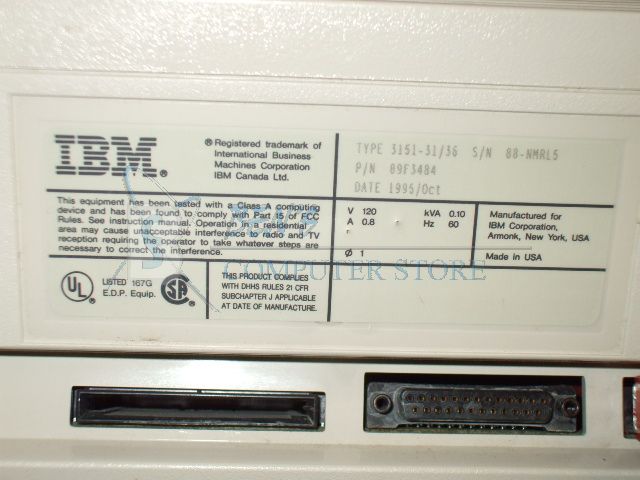 IBM®
® Registered trademark of
International Business
Machines Corporation
IBM Canada Ltd.
TYPE 3151-31/36 S/N 88-NMRL5
P/N 89F3484
DATE 1995/Oct
This equipment has been tested with a Class A computing
device and has been found to comply with Part 15 of FCC
Rules. See instruction manual. Operation in a residential
area may cause unacceptable interference to radio and TV
reception requiring the operator to take whatever steps are
necessary to correct the interference.
V 120 kVA 0.10
A 0.8 Hz 60
ø 1
Manufactured for
IBM Corporation,
Armonk, New York, USA
Made in USA
UL
LISTED 167G
E.D.P. Equip.
SA
THIS PRODUCT COMPLIES
WITH DHHS RULES 21 CFR
SUBCHAPTER J APPLICABLE
AT DATE OF MANUFACTURE.
COMPUTER STORE